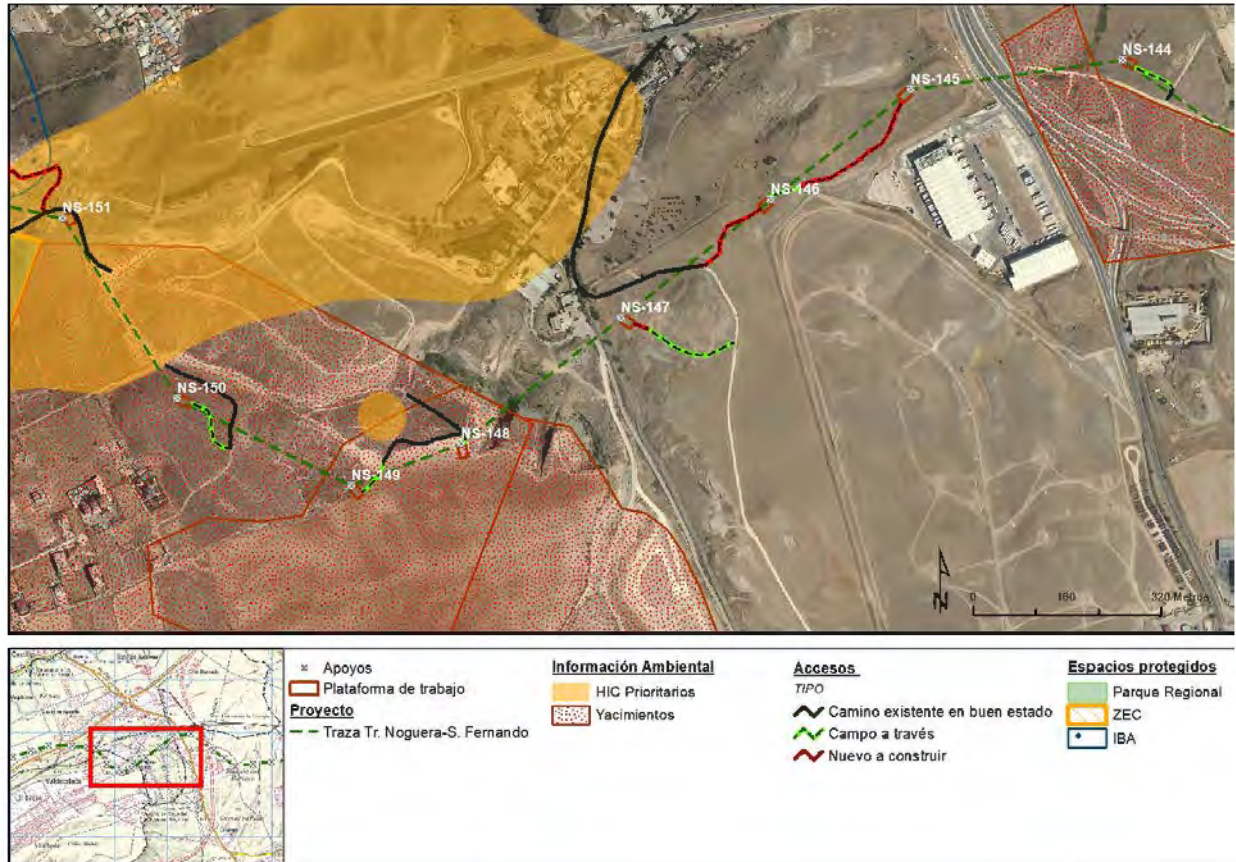 NS-144
NS-145
NS-146
NS-151
NS-147
NS-150
NS-148
NS-149
N
0 160 320 Metros
Apoyos
Plataforma de trabajo
Proyecto
Traza Tr. Noguera-S. Fernando
Información Ambiental
HIC Prioritarios
Yacimientos
Accesos
TIPO
Camino existente en buen estado
Campo a través
Nuevo a construir
Espacios protegidos
Parque Regional
ZEC
IBA